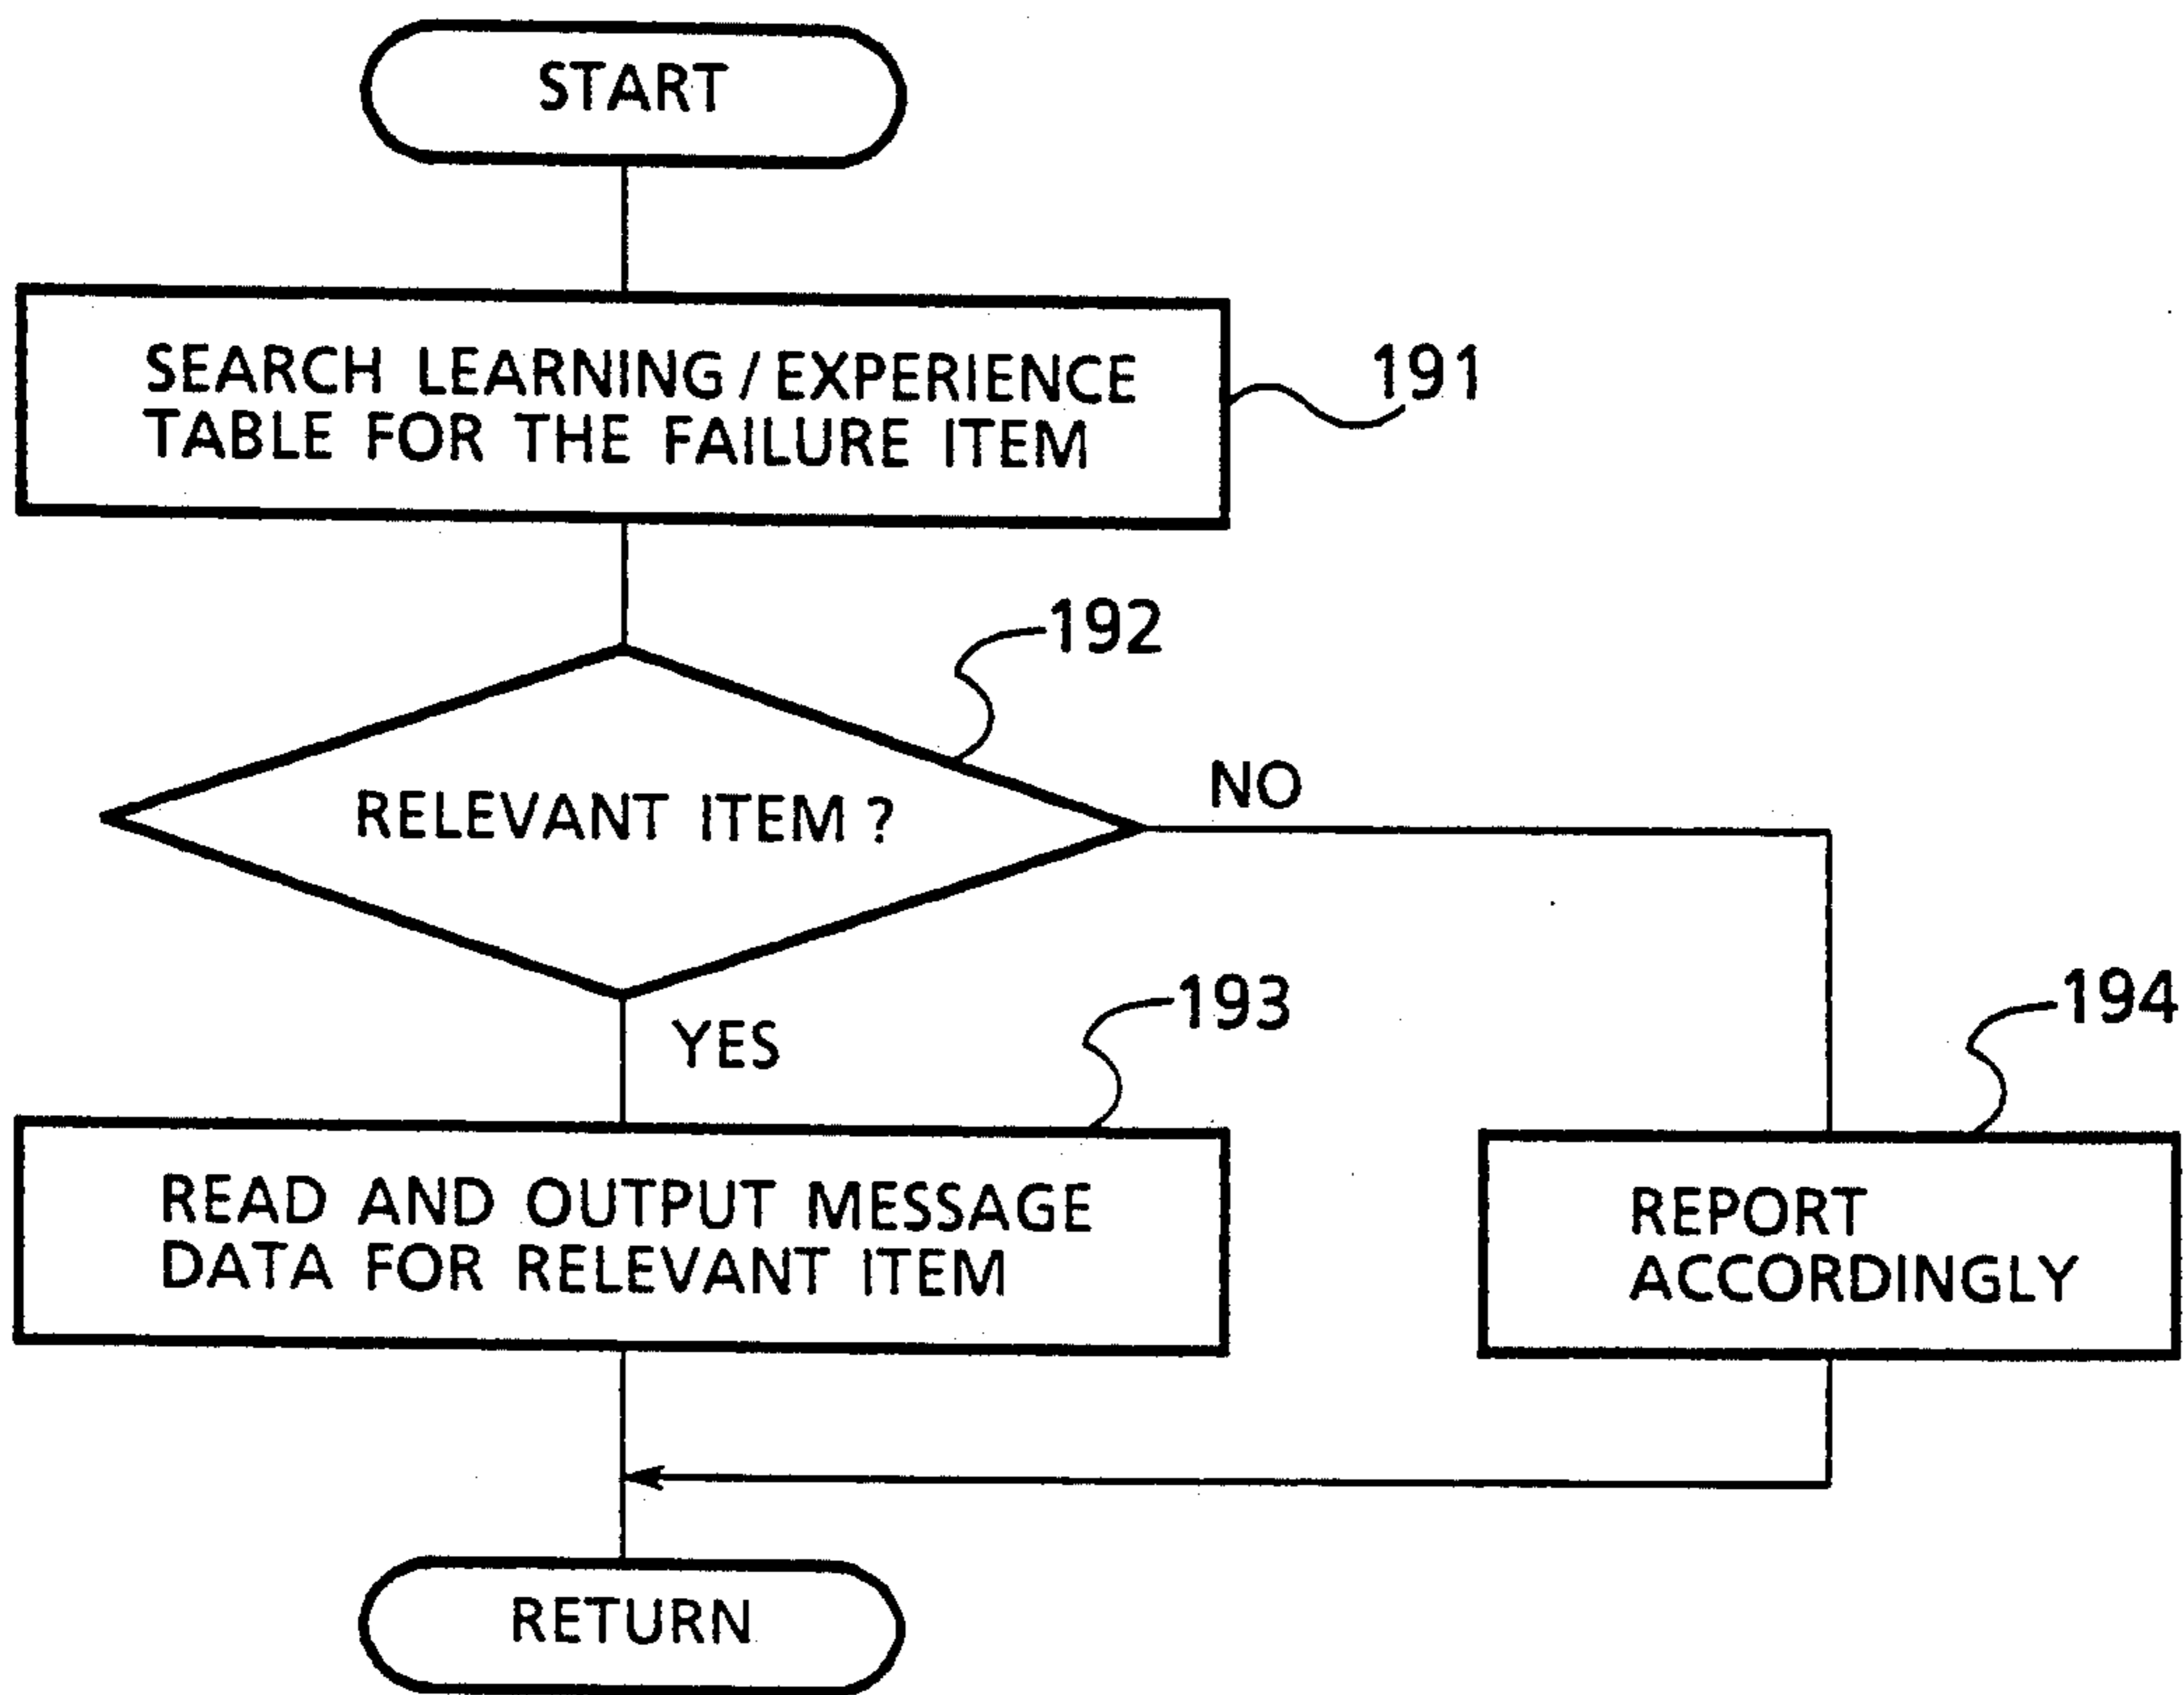 START
SEARCH LEARNING/EXPERIENCE
TABLE FOR THE FAILURE ITEM
191
192
RELEVANT ITEM?
NO
YES
193
194
READ AND OUTPUT MESSAGE
DATA FOR RELEVANT ITEM
REPORT
ACCORDINGLY
RETURN